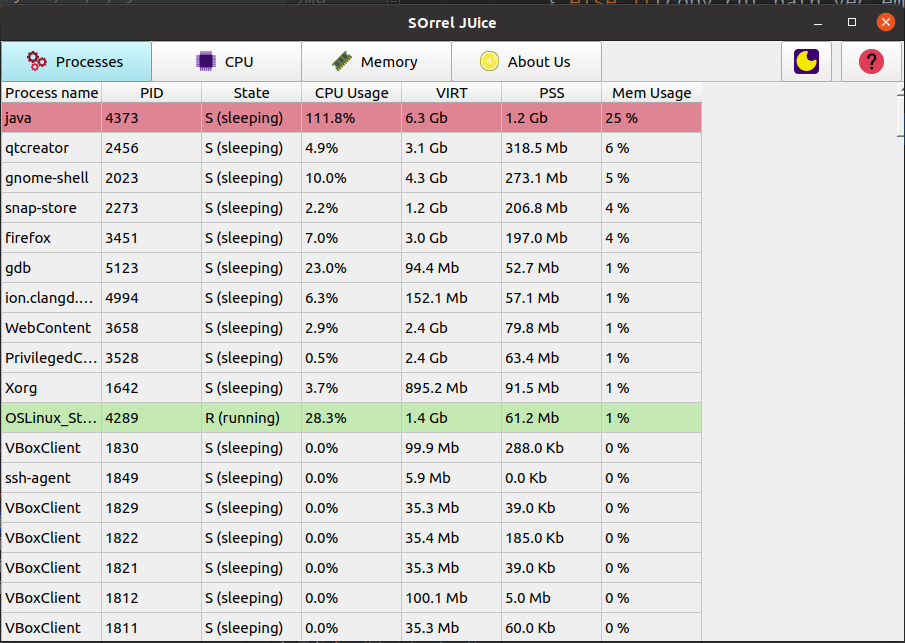 SOrrel JUice
Processes CPU Memory About Us ?
Process name PID State CPU Usage VIRT PSS Mem Usage
java 4373 S (sleeping) 111.8% 6.3 Gb 1.2 Gb 25 %
qtcreator 2456 S (sleeping) 4.9% 3.1 Gb 318.5 Mb 6 %
gnome-shell 2023 S (sleeping) 10.0% 4.3 Gb 273.1 Mb 5 %
snap-store 2273 S (sleeping) 2.2% 1.2 Gb 206.8 Mb 4 %
firefox 3451 S (sleeping) 7.0% 3.0 Gb 197.0 Mb 4 %
gdb 5123 S (sleeping) 23.0% 94.4 Mb 52.7 Mb 1 %
ion.clangd.... 4994 S (sleeping) 6.3% 152.1 Mb 57.1 Mb 1 %
WebContent 3658 S (sleeping) 2.9% 2.4 Gb 79.8 Mb 1 %
PrivilegedC... 3528 S (sleeping) 0.5% 2.4 Gb 63.4 Mb 1 %
Xorg 1642 S (sleeping) 3.7% 895.2 Mb 91.5 Mb 1 %
OSLinux_St... 4289 R (running) 28.3% 1.4 Gb 61.2 Mb 1 %
VBoxClient 1830 S (sleeping) 0.0% 99.9 Mb 288.0 Kb 0 %
ssh-agent 1849 S (sleeping) 0.0% 5.9 Mb 0.0 Kb 0 %
VBoxClient 1829 S (sleeping) 0.0% 35.3 Mb 39.0 Kb 0 %
VBoxClient 1822 S (sleeping) 0.0% 35.4 Mb 185.0 Kb 0 %
VBoxClient 1821 S (sleeping) 0.0% 35.3 Mb 39.0 Kb 0 %
VBoxClient 1812 S (sleeping) 0.0% 100.1 Mb 5.0 Mb 0 %
VBoxClient 1811 S (sleeping) 0.0% 35.3 Mb 60.0 Kb 0 %